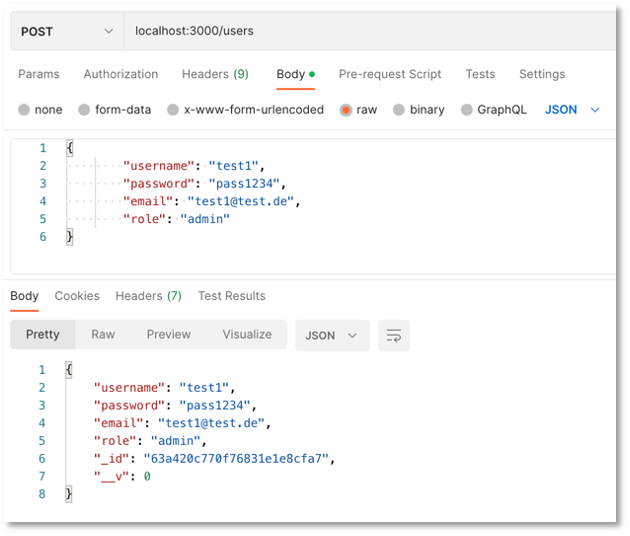 POST localhost:3000/users
Params Authorization Headers (9) Body Pre-request Script Tests Settings
none form-data x-www-form-urlencoded raw binary GraphQL JSON
1 {
2 "username": "test1",
3 "password": "pass1234",
4 "email": "test1@test.de",
5 "role": "admin"
6 }
Body Cookies Headers (7) Test Results
Pretty Raw Preview Visualize JSON
1 {
2 "username": "test1",
3 "password": "pass1234",
4 "email": "test1@test.de",
5 "role": "admin",
6 "_id": "63a420c770f76831e1e8cfa7",
7 "__v": 0
8 }